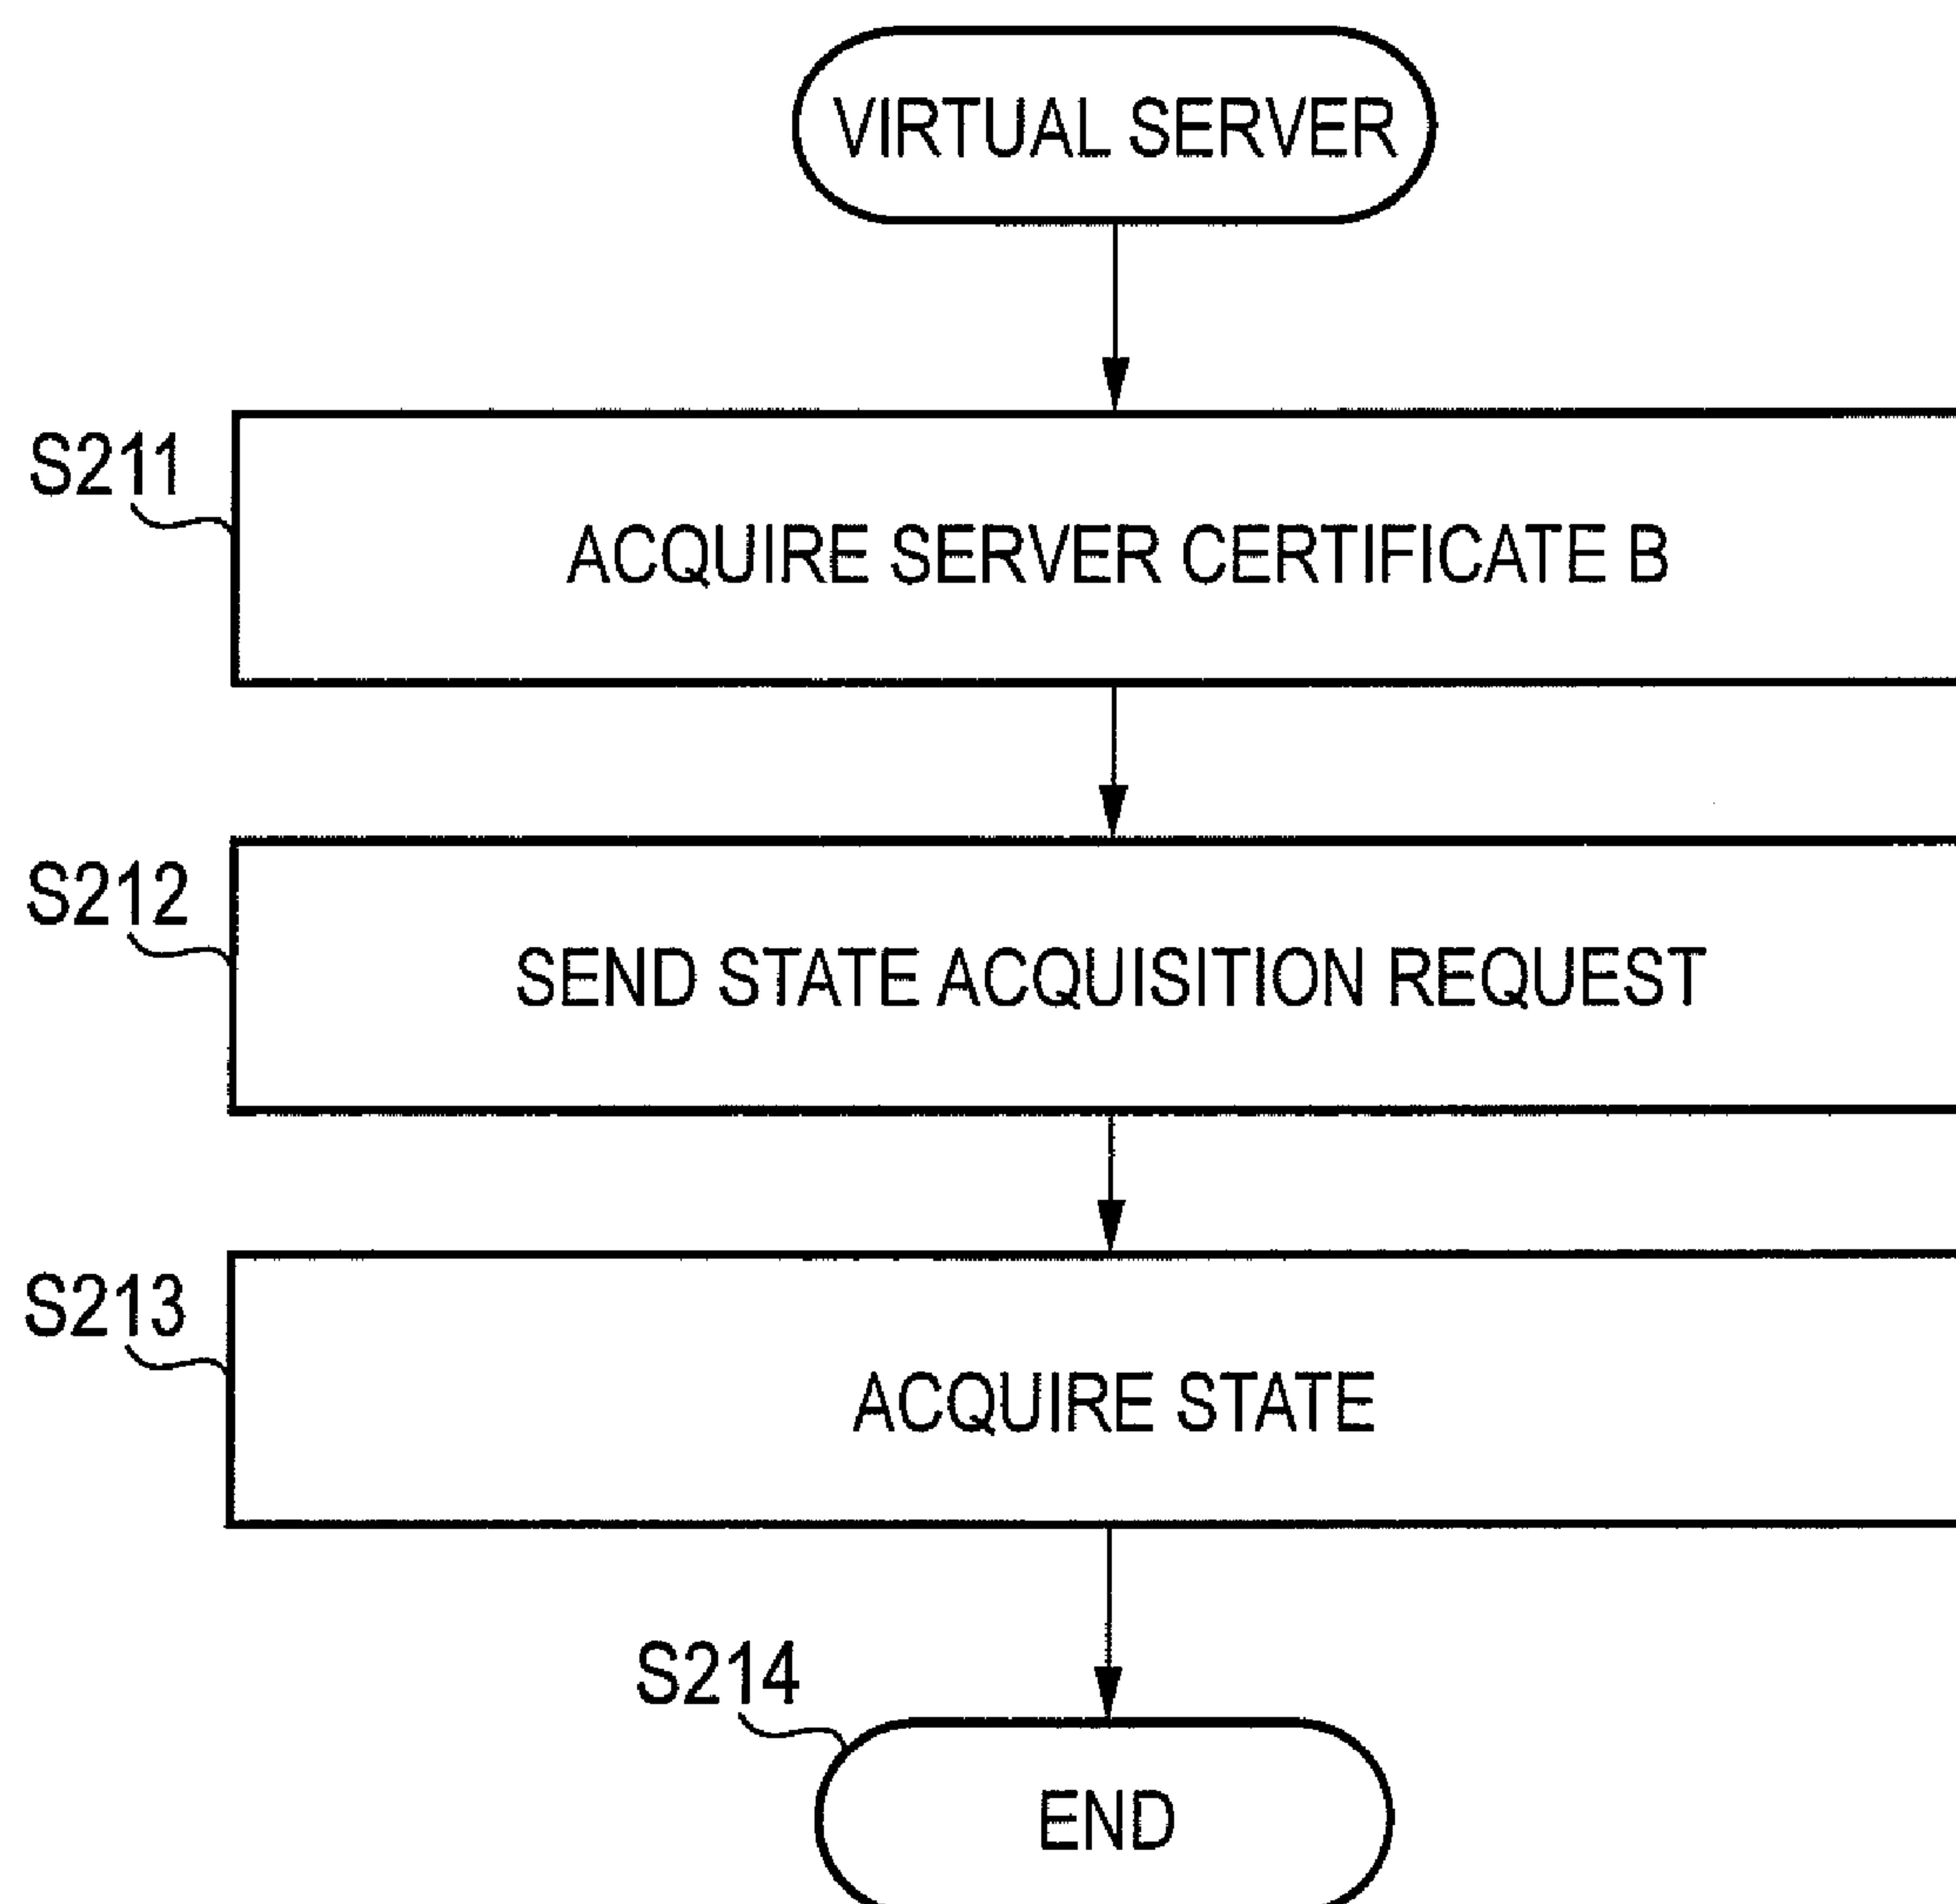 VIRTUAL SERVER
S211
ACQUIRE SERVER CERTIFICATE B
S212
SEND STATE ACQUISITION REQUEST
S213
ACQUIRE STATE
S214
END